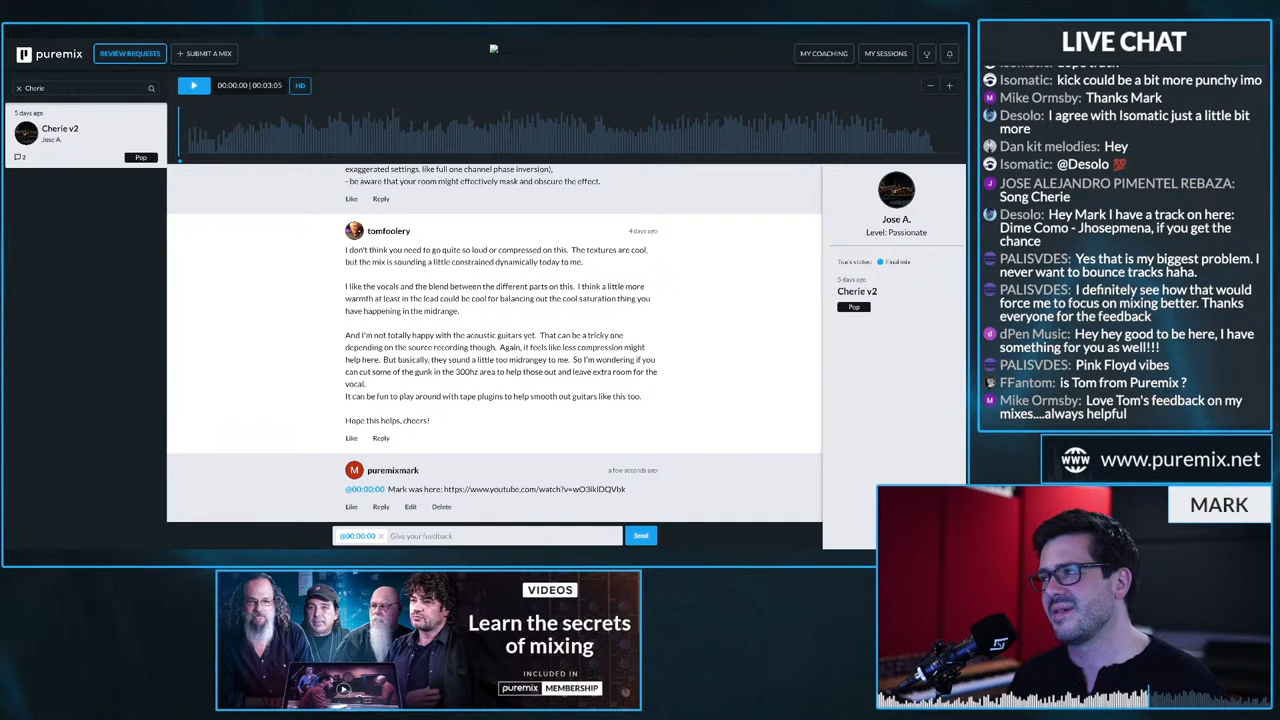 puremix
REVIEW REQUESTS
+ SUBMIT A MIX
MY COACHING
MY SESSIONS
× Cherie
00:00:00 | 00:03:05
HD
5 days ago
Cherie v2
Jose A.
2
Pop
exaggerated settings, like full one channel phase inversion),
- be aware that your room might effectively mask and obscure the effect.
Like Reply
tomfoolery
4 days ago
I don't think you need to go quite so loud or compressed on this. The textures are cool,
but the mix is sounding a little constrained dynamically today to me.
I like the vocals and the blend between the different parts on this. I think a little more
warmth at least in the lead could be cool for balancing out the cool saturation thing you
have happening in the midrange.
And I'm not totally happy with the acoustic guitars yet. That can be a tricky one
depending on the source recording though. Again, it feels like less compression might
help here. But basically, they sound a little too midrangey to me. So I'm wondering if you
can cut some of the gunk in the 300hz area to help those out and leave extra room for the
vocal.
It can be fun to play around with tape plugins to help smooth out guitars like this too.
Hope this helps, cheers!
Like Reply
M
puremixmark
a few seconds ago
@00:00:00 Mark was here: https://www.youtube.com/watch?v=wO3iklDQVbk
Like Reply Edit Delete
@00:00:00 × Give your feedback
Send
Jose A.
Level: Passionate
Track status: Final mix
5 days ago
Cherie v2
Pop
LIVE CHAT
Isomatic: kick could be a bit more punchy imo
Mike Ormsby: Thanks Mark
Desolo: I agree with Isomatic just a little bit
more
Dan kit melodies: Hey
Isomatic: @Desolo 💯
JOSE ALEJANDRO PIMENTEL REBAZA:
Song Cherie
Desolo: Hey Mark I have a track on here:
Dime Como - Jhosepmena, if you get the
chance
PALISVDES: Yes that is my biggest problem. I
never want to bounce tracks haha.
PALISVDES: I definitely see how that would
force me to focus on mixing better. Thanks
everyone for the feedback
dPen Music: Hey hey good to be here, I have
something for you as well!!!
PALISVDES: Pink Floyd vibes
FFantom: is Tom from Puremix ?
Mike Ormsby: Love Tom's feedback on my
mixes....always helpful
WWW www.puremix.net
MARK
VIDEOS
Learn the secrets
of mixing
INCLUDED IN
puremix MEMBERSHIP